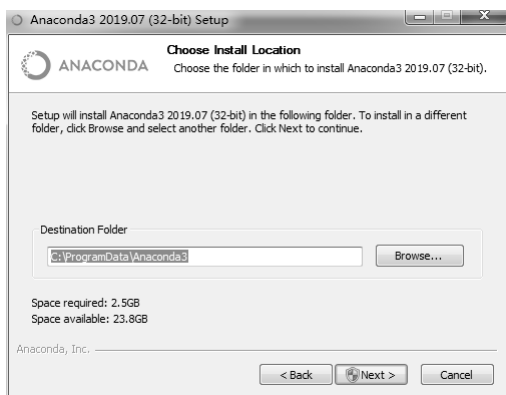 Anaconda3 2019.07 (32-bit) Setup
Choose Install Location
ANACONDA
Choose the folder in which to install Anaconda3 2019.07 (32-bit).
Setup will install Anaconda3 2019.07 (32-bit) in the following folder. To install in a different
folder, click Browse and select another folder. Click Next to continue.
Destination Folder
C:\ProgramData\Anaconda3
Browse...
Space required: 2.5GB
Space available: 23.8GB
Anaconda, Inc.
< Back
Next >
Cancel